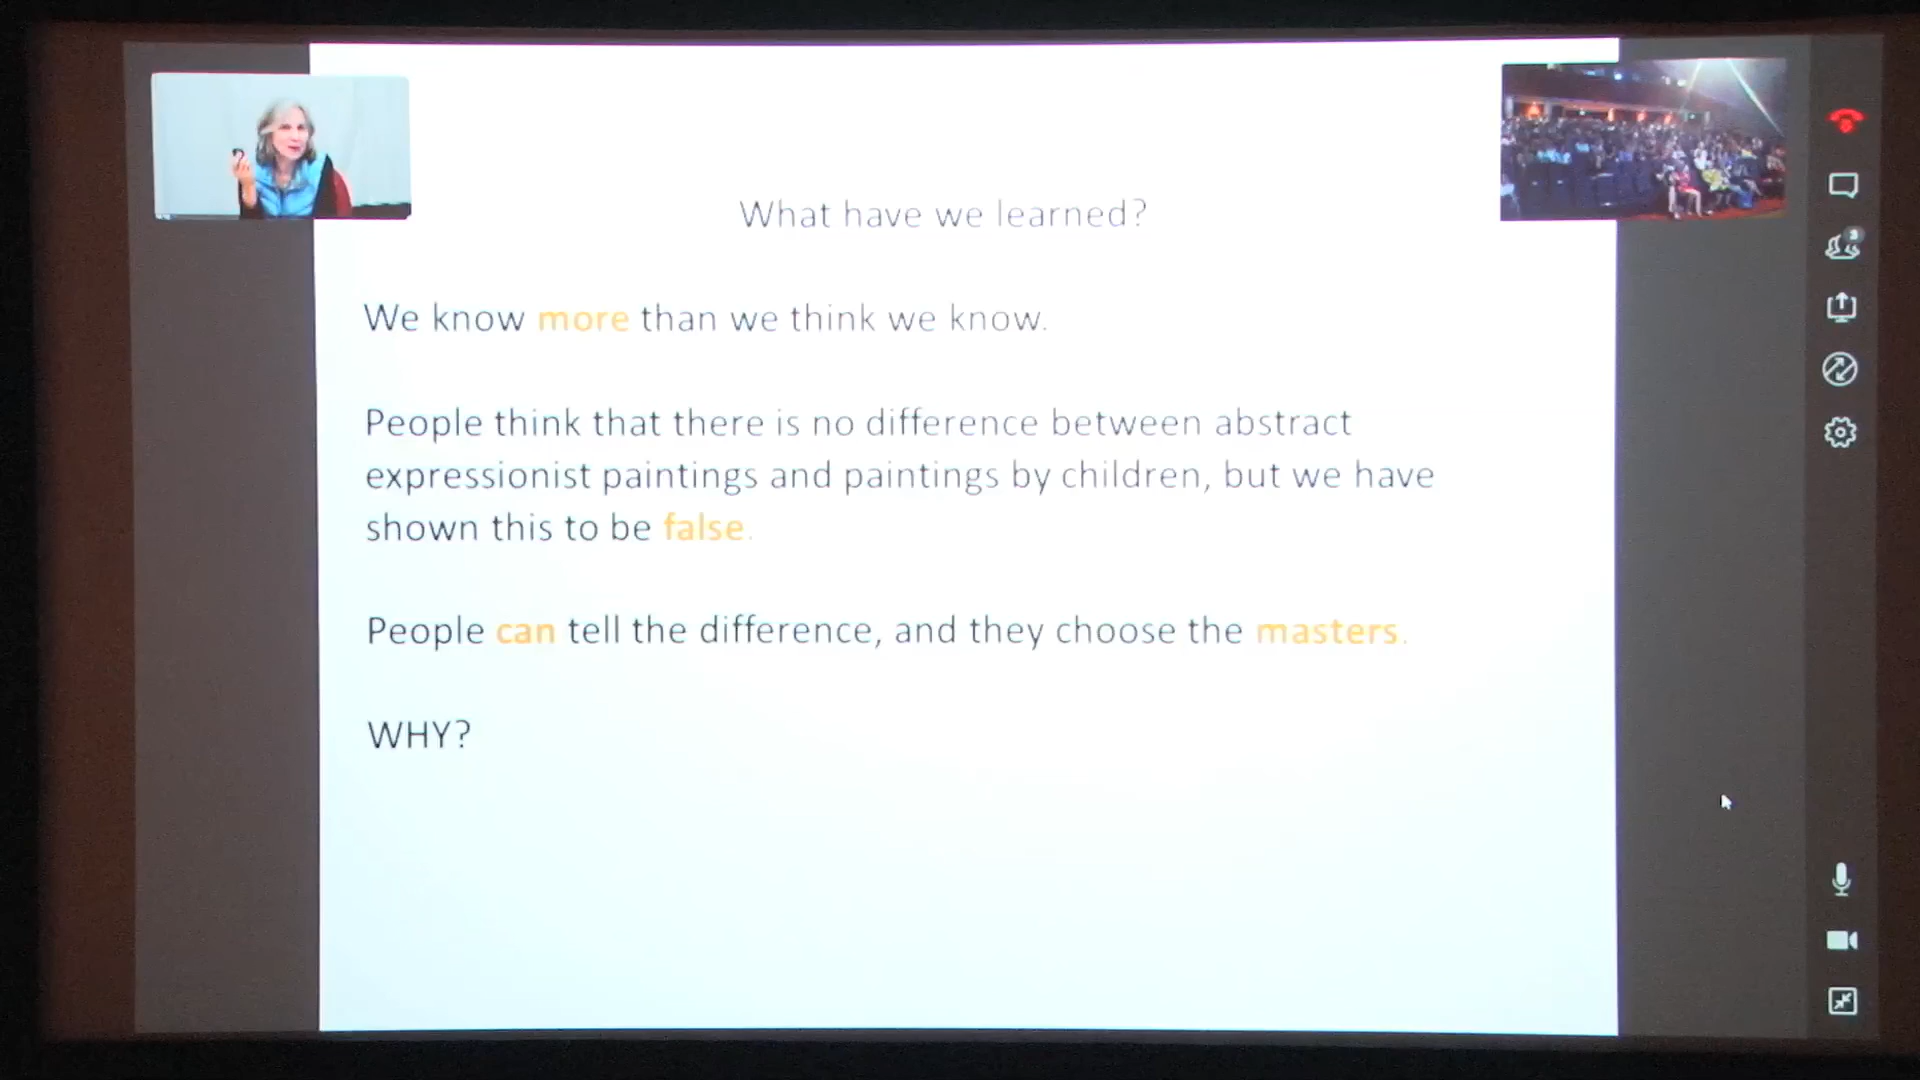 What have we learned?
We know more than we think we know.
People think that there is no difference between abstract
expressionist paintings and paintings by children, but we have
shown this to be false.
People can tell the difference, and they choose the masters.
WHY?
3